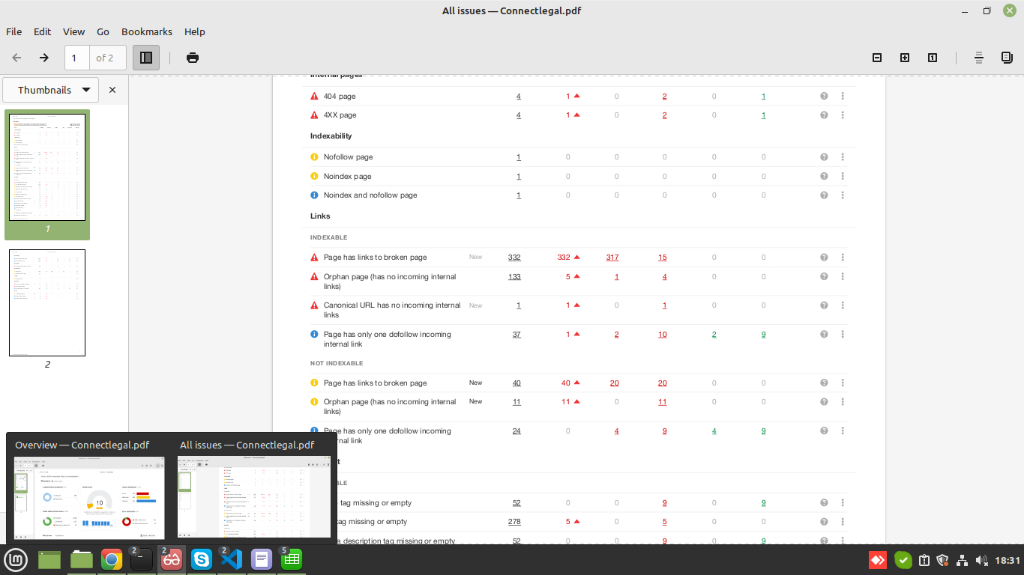 All issues — Connectlegal.pdf
File Edit View Go Bookmarks Help
1 of 2
Thumbnails
1
2
Internal pages
404 page 4 1 0 2 0 1
4XX page 4 1 0 2 0 1
Indexability
Nofollow page 1 0 0 0 0 0
Noindex page 1 0 0 0 0 0
Noindex and nofollow page 1 0 0 0 0 0
Links
INDEXABLE
Page has links to broken page New 332 332 317 15 0 0
Orphan page (has no incoming internal links) 133 5 1 4 0 0
Canonical URL has no incoming internal links New 1 1 0 1 0 0
Page has only one dofollow incoming internal link 37 1 2 10 2 9
NOT INDEXABLE
Page has links to broken page New 40 40 20 20 0 0
Orphan page (has no incoming internal links) New 11 11 0 11 0 0
Page has only one dofollow incoming
nal link 24 0 4 9 4 9
tag missing or empty 52 0 0 9 0 9
tag missing or empty 278 5 0 5 0 0
description tag missing or empty 52 0 0 9 0 9
Overview — Connectlegal.pdf
All issues — Connectlegal.pdf
10
2 2 2 5
18:31